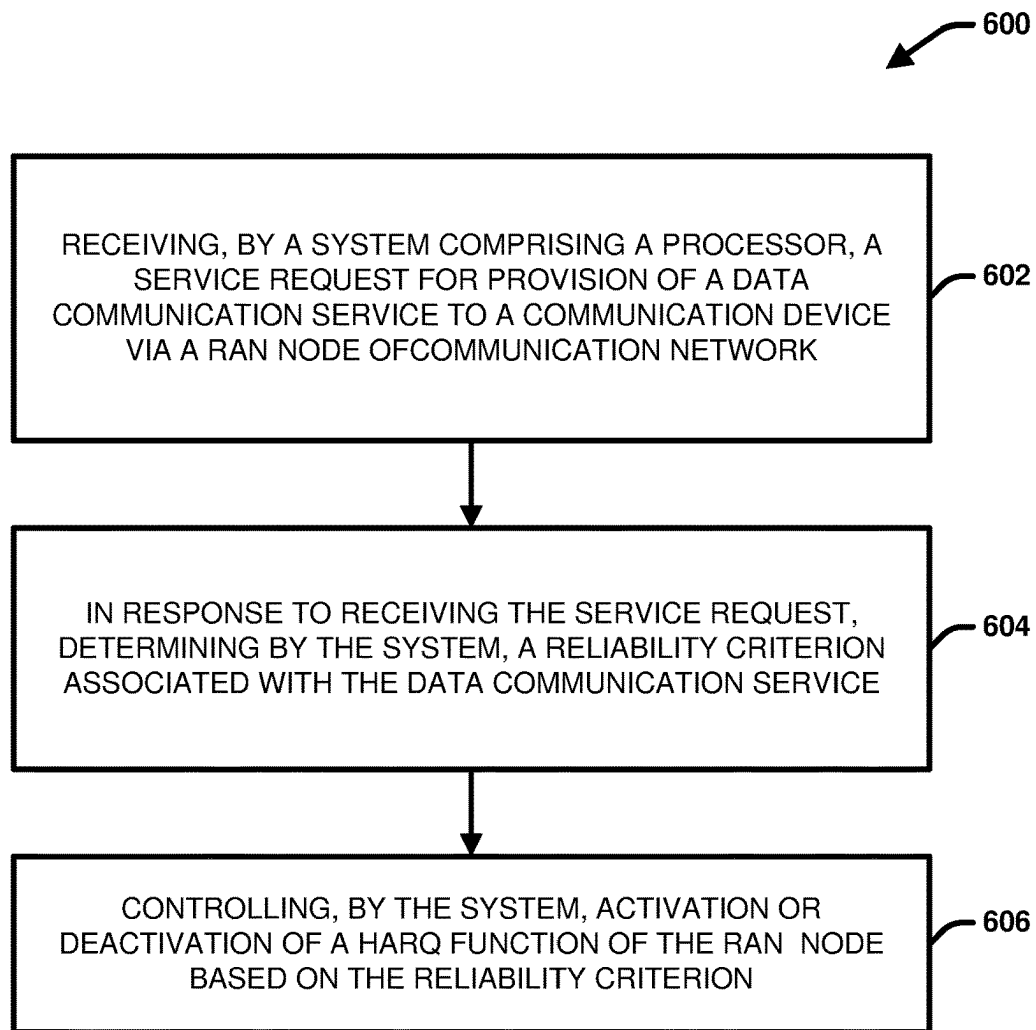 600
RECEIVING, BY A SYSTEM COMPRISING A PROCESSOR, A
SERVICE REQUEST FOR PROVISION OF A DATA
COMMUNICATION SERVICE TO A COMMUNICATION DEVICE
VIA A RAN NODE OFCOMMUNICATION NETWORK
602
IN RESPONSE TO RECEIVING THE SERVICE REQUEST,
DETERMINING BY THE SYSTEM, A RELIABILITY CRITERION
ASSOCIATED WITH THE DATA COMMUNICATION SERVICE
604
CONTROLLING, BY THE SYSTEM, ACTIVATION OR
DEACTIVATION OF A HARQ FUNCTION OF THE RAN NODE
BASED ON THE RELIABILITY CRITERION
606